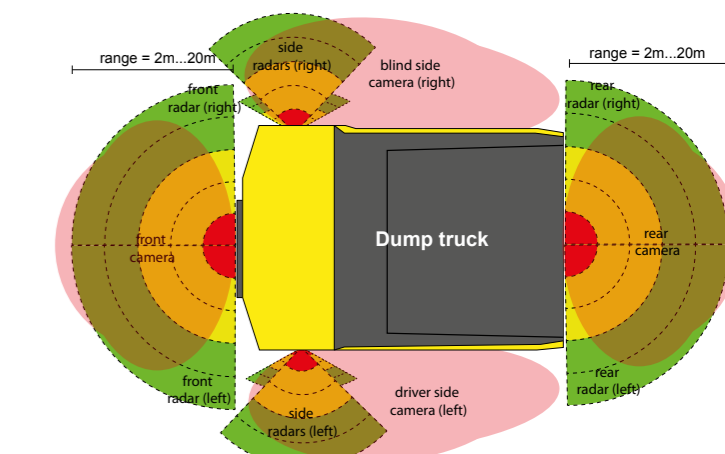 side
radars (right)
blind side
camera (right)
range = 2m...20m
range = 2m...20m
front
radar (right)
rear
radar (right)
front
camera
Dump truck
rear
camera
front
radar (left)
side
radars (left)
driver side
camera (left)
rear
radar (left)